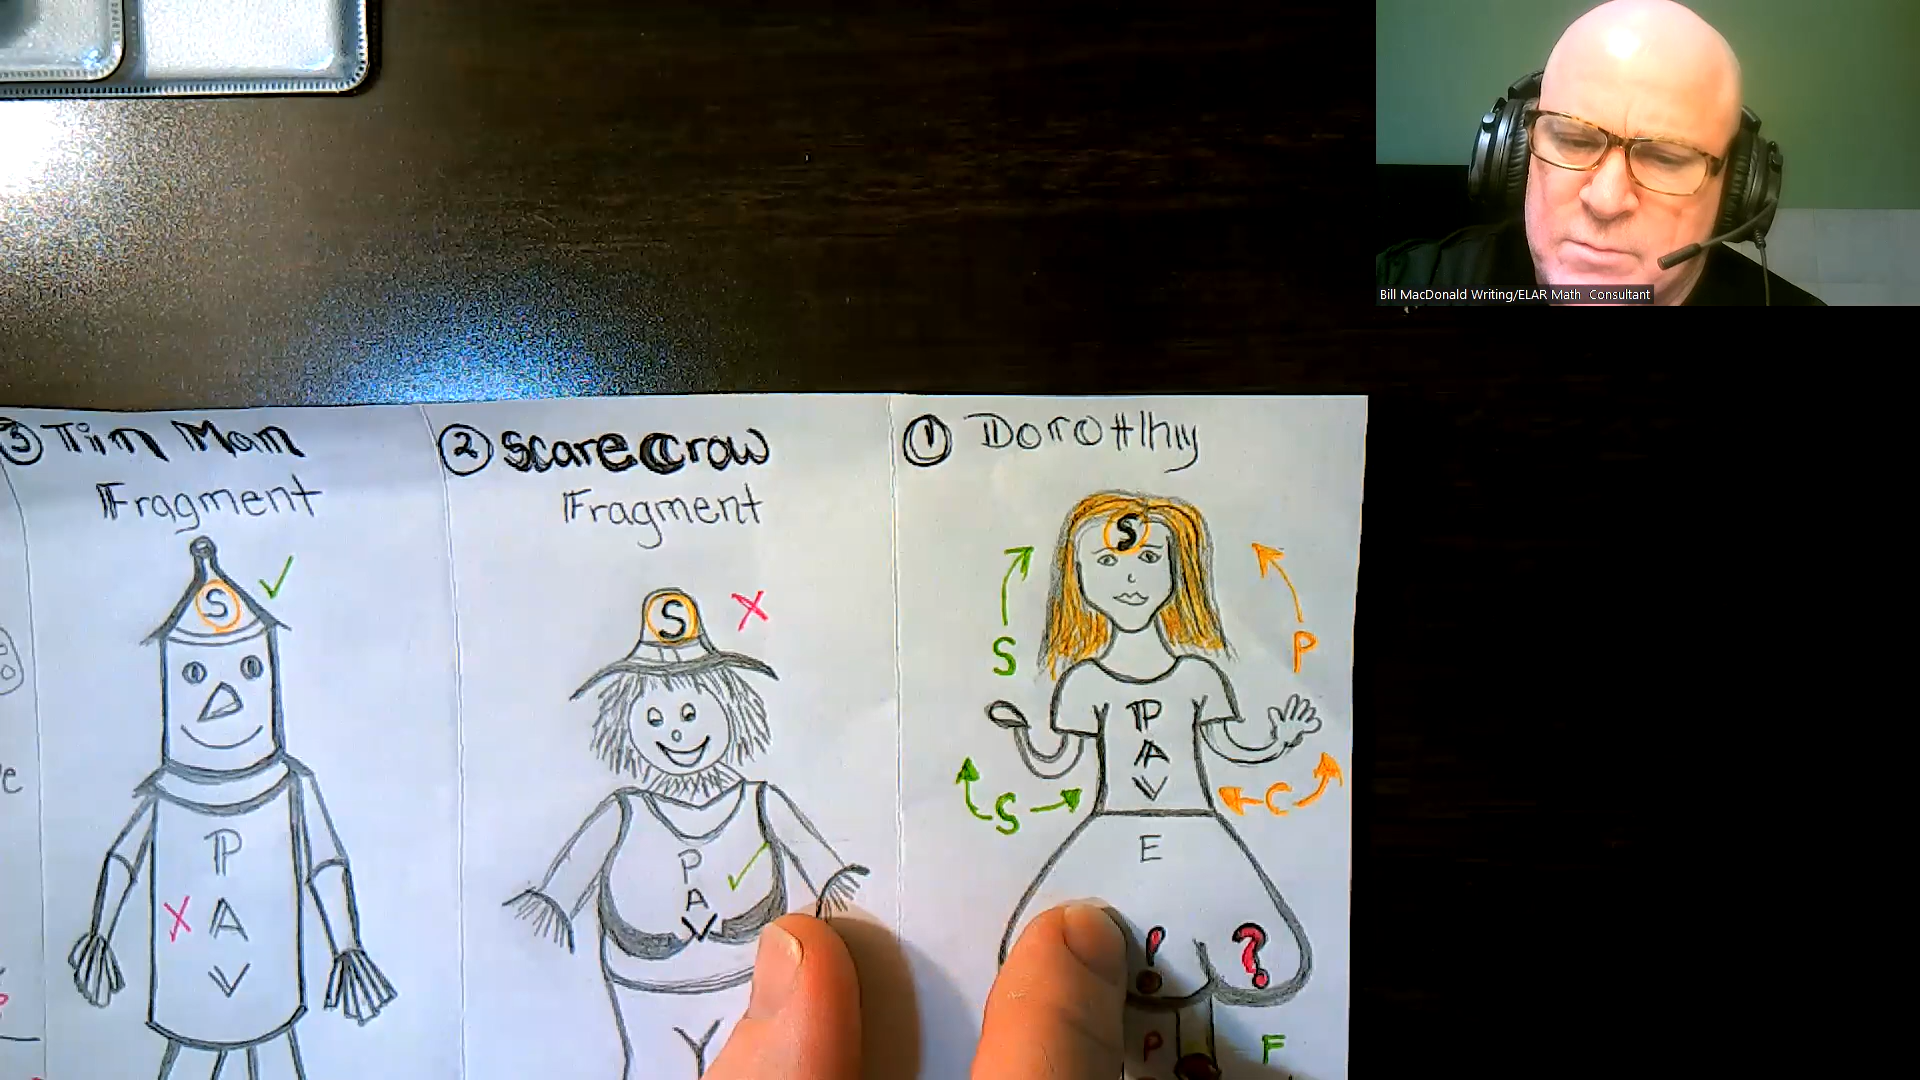 Bill MacDonald Writing/ELAR Math Consultant
3 Tin Man
Fragment
S
P
X A
V
2 Scarecrow
Fragment
S X
P
A
V
1 Dorothy
S
S P
P
A
V
S C
E
! ?
P F